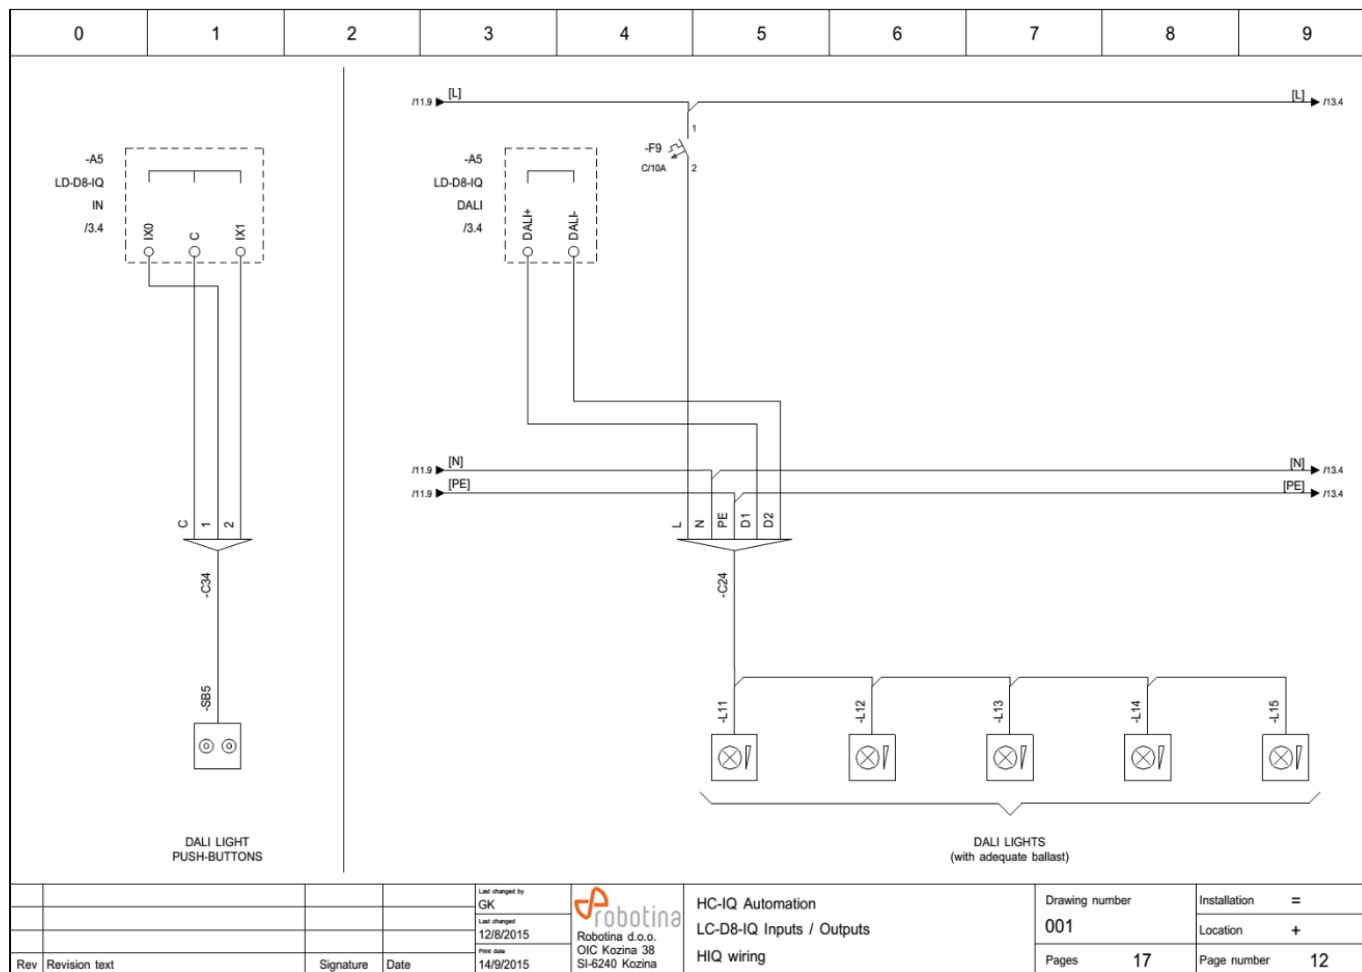 0 1 2 3 4 5 6 7 8 9
/11.9 [L] [L] /13.4
-A5
LD-D8-IQ
IN
/3.4
IX0 C IX1
-A5
LD-D8-IQ
DALI
/3.4
DALI+ DALI-
1
-F9
C/10A
2
/11.9 [N] [N] /13.4
/11.9 [PE] [PE] /13.4
C 1 2
L N PE D1 D2
-C34
-C24
-SB5
-L11 -L12 -L13 -L14 -L15
DALI LIGHT
PUSH-BUTTONS
DALI LIGHTS
(with adequate ballast)
Rev Revision text Signature Date
Last changed by
GK
Last changed
12/8/2015
Print date
14/9/2015
robotina
Robotina d.o.o.
OIC Kozina 38
SI-6240 Kozina
HC-IQ Automation
LC-D8-IQ Inputs / Outputs
HIQ wiring
Drawing number
001
Pages 17
Installation =
Location +
Page number 12